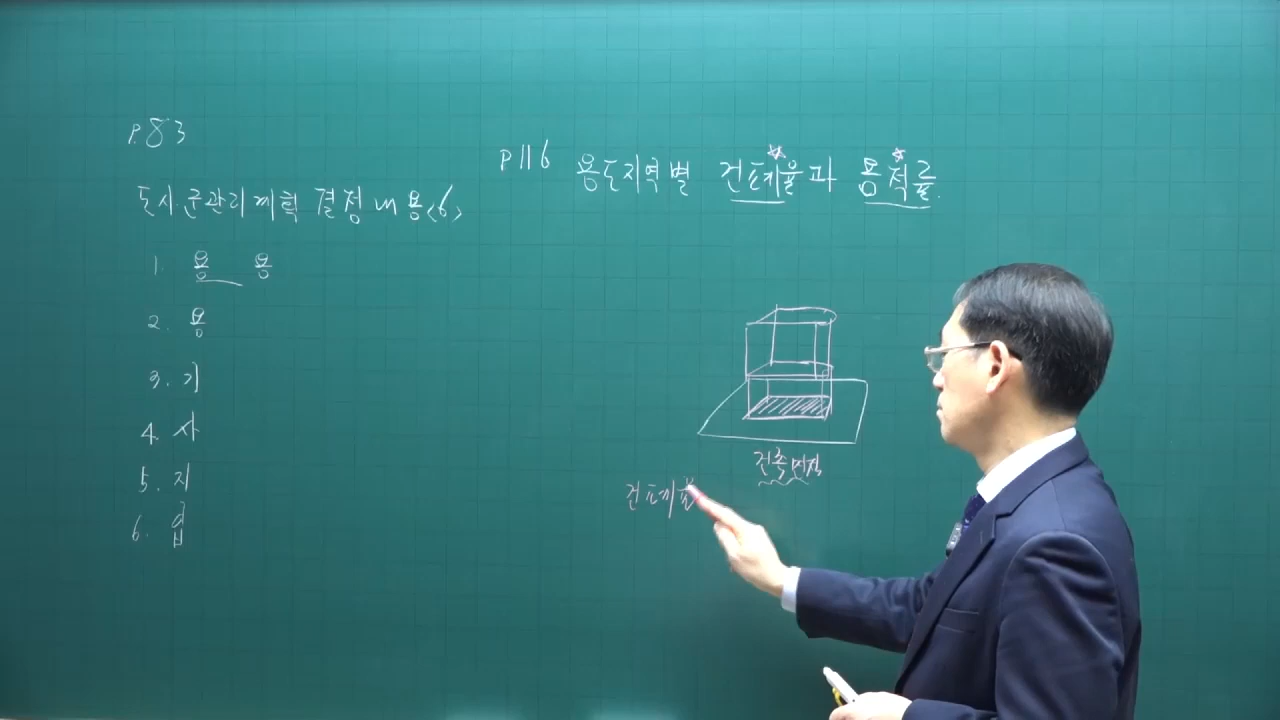 P.83
도시군관리계획 결정내용(6)
1. 용 용
2. 용
3. 기
4. 사
5. 지
6. 입
P116 용도지역별 건폐율과 용적률.
건축면적
건폐율